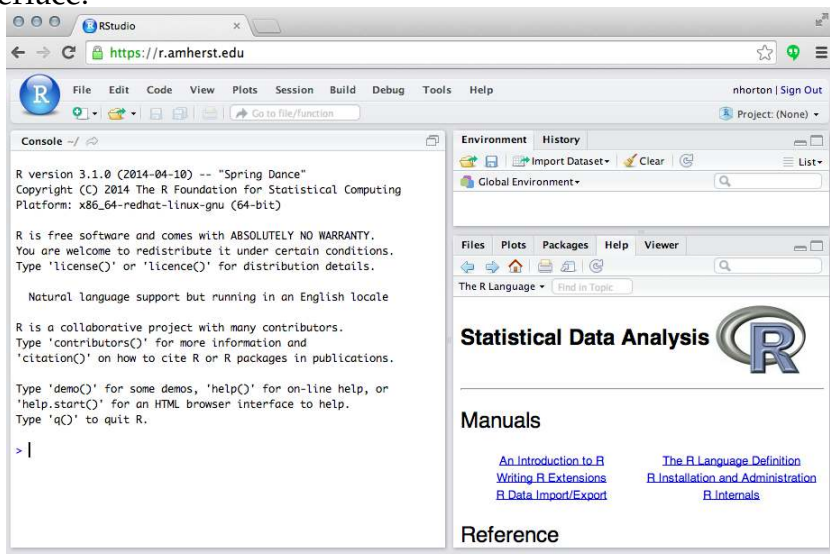 erface.
RStudio
https://r.amherst.edu
R
File Edit Code View Plots Session Build Debug Tools Help
nhorton | Sign Out
Go to file/function
Project: (None)
Console ~/
R version 3.1.0 (2014-04-10) -- "Spring Dance"
Copyright (C) 2014 The R Foundation for Statistical Computing
Platform: x86_64-redhat-linux-gnu (64-bit)
R is free software and comes with ABSOLUTELY NO WARRANTY.
You are welcome to redistribute it under certain conditions.
Type 'license()' or 'licence()' for distribution details.
Natural language support but running in an English locale
R is a collaborative project with many contributors.
Type 'contributors()' for more information and
'citation()' on how to cite R or R packages in publications.
Type 'demo()' for some demos, 'help()' for on-line help, or
'help.start()' for an HTML browser interface to help.
Type 'q()' to quit R.
>
Environment History
Import Dataset Clear List
Global Environment
Files Plots Packages Help Viewer
The R Language Find in Topic
Statistical Data Analysis R
Manuals
An Introduction to R The R Language Definition
Writing R Extensions R Installation and Administration
R Data Import/Export R Internals
Reference